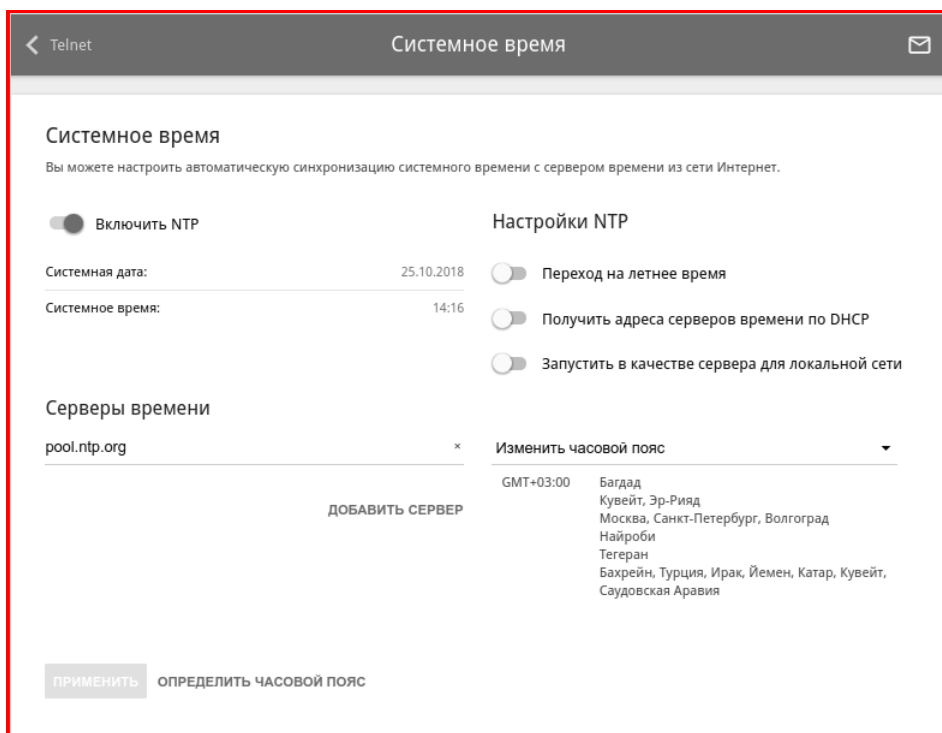 Telnet
Системное время
Системное время
Вы можете настроить автоматическую синхронизацию системного времени с сервером времени из сети Интернет.
Включить NTP
Системная дата: 25.10.2018
Системное время: 14:16
Настройки NTP
Переход на летнее время
Получить адреса серверов времени по DHCP
Запустить в качестве сервера для локальной сети
Серверы времени
pool.ntp.org ×
ДОБАВИТЬ СЕРВЕР
Изменить часовой пояс
GMT+03:00 Багдад
Кувейт, Эр-Рияд
Москва, Санкт-Петербург, Волгоград
Найроби
Тегеран
Бахрейн, Турция, Ирак, Йемен, Катар, Кувейт,
Саудовская Аравия
ПРИМЕНИТЬ ОПРЕДЕЛИТЬ ЧАСОВОЙ ПОЯС